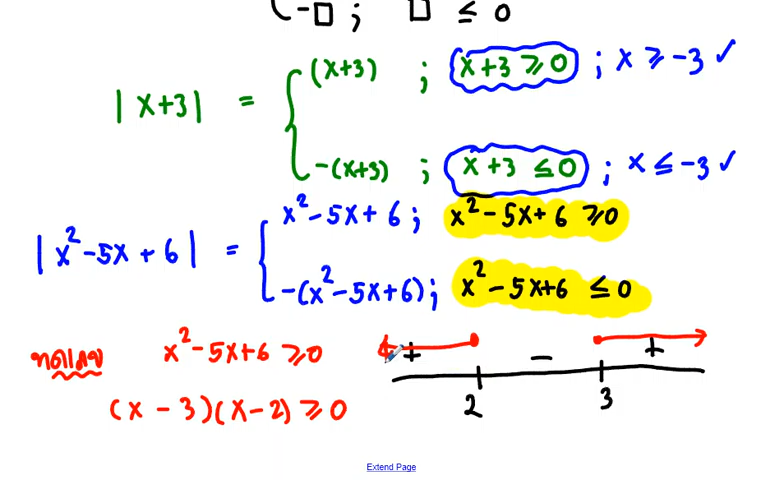 (-□ ; □ ≤ 0
|x+3| = { (x+3) ; x+3 ≥ 0 ; x ≥ -3 ✓
-(x+3) ; x+3 ≤ 0 ; x ≤ -3 ✓
|x²-5x+6| = { x²-5x+6 ; x²-5x+6 ≥ 0
-(x²-5x+6) ; x²-5x+6 ≤ 0
ทดเลข x²-5x+6 ≥ 0 + - +
(x-3)(x-2) ≥ 0 2 3
Extend Page